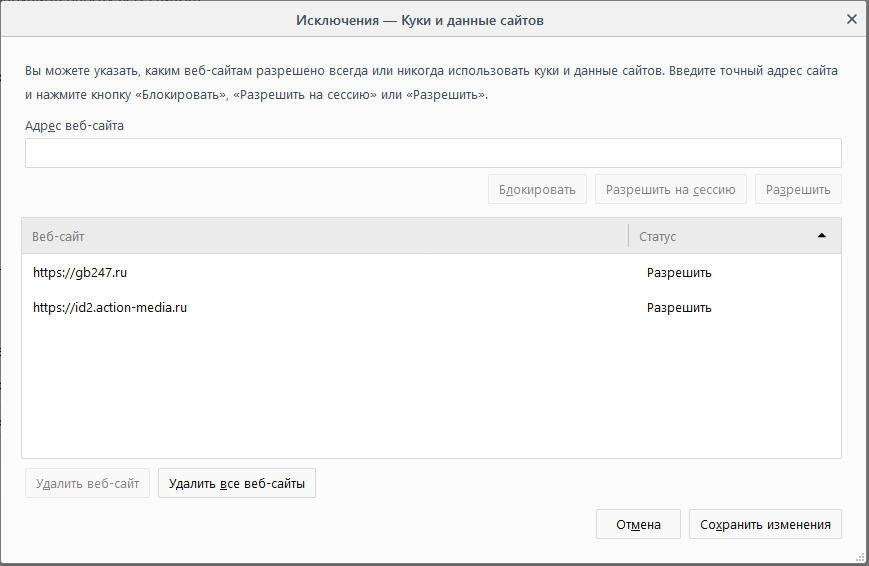 Исключения — Куки и данные сайтов
Вы можете указать, каким веб-сайтам разрешено всегда или никогда использовать куки и данные сайтов. Введите точный адрес сайта
и нажмите кнопку «Блокировать», «Разрешить на сессию» или «Разрешить».
Адрес веб-сайта
Блокировать Разрешить на сессию Разрешить
Веб-сайт Статус
https://gb247.ru Разрешить
https://id2.action-media.ru Разрешить
Удалить веб-сайт Удалить все веб-сайты
Отмена Сохранить изменения